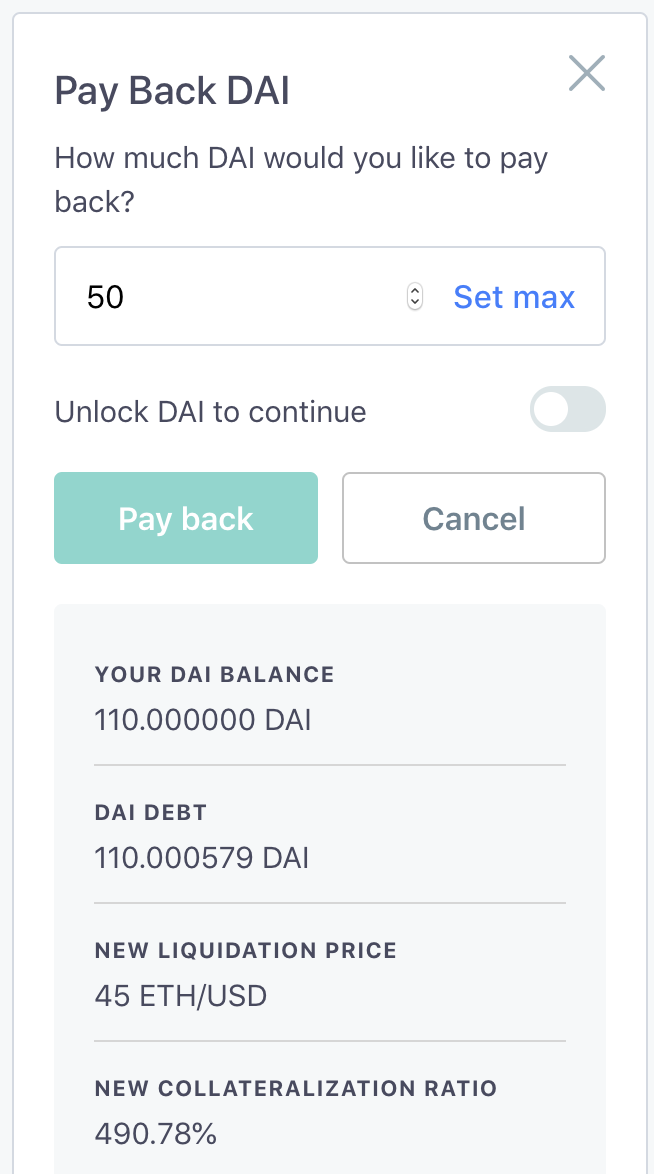 Pay Back DAI
How much DAI would you like to pay
back?
50
Set max
Unlock DAI to continue
Pay back
Cancel
YOUR DAI BALANCE
110.000000 DAI
DAI DEBT
110.000579 DAI
NEW LIQUIDATION PRICE
45 ETH/USD
NEW COLLATERALIZATION RATIO
490.78%